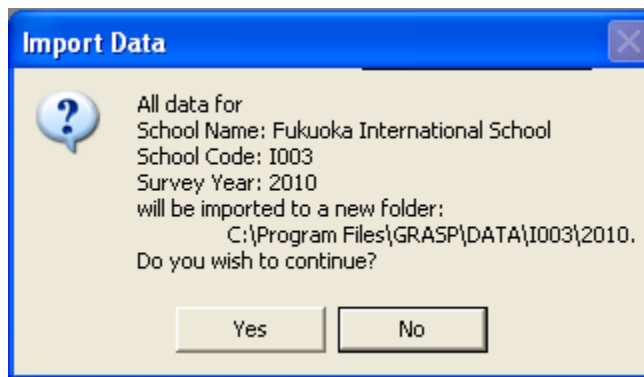 Import Data
All data for
School Name: Fukuoka International School
School Code: I003
Survey Year: 2010
will be imported to a new folder:
C:\Program Files\GRASP\DATA\I003\2010.
Do you wish to continue?
Yes
No